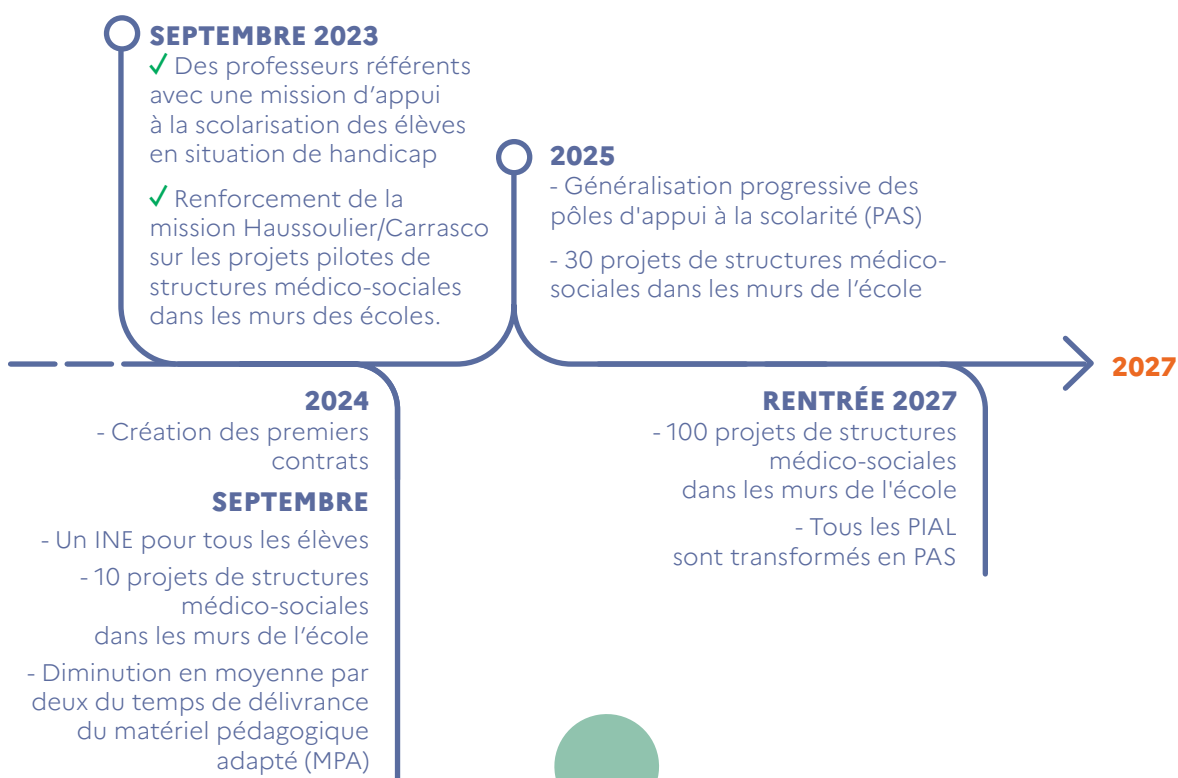 SEPTEMBRE 2023
✓ Des professeurs référents
avec une mission d’appui
à la scolarisation des élèves
en situation de handicap
✓ Renforcement de la
mission Haussoulier/Carrasco
sur les projets pilotes de
structures médico-sociales
dans les murs des écoles.
2024
- Création des premiers
contrats
SEPTEMBRE
- Un INE pour tous les élèves
- 10 projets de structures
médico-sociales
dans les murs de l’école
- Diminution en moyenne par
deux du temps de délivrance
du matériel pédagogique
adapté (MPA)
2025
- Généralisation progressive des
pôles d'appui à la scolarité (PAS)
- 30 projets de structures médico-
sociales dans les murs de l’école
RENTRÉE 2027
- 100 projets de structures
médico-sociales
dans les murs de l'école
- Tous les PIAL
sont transformés en PAS
2027